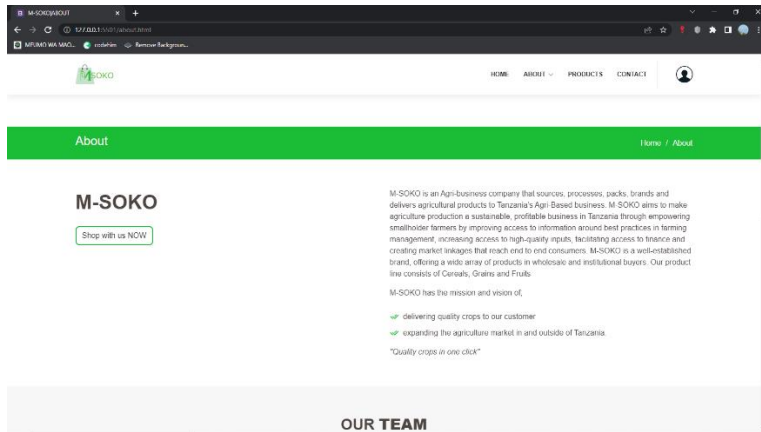 M-SOKO|ABOUT
127.0.0.1
codehim
Remove Backgroun...
MSOKO
HOME ABOUT PRODUCTS CONTACT
About
Home / About
M-SOKO
Shop with us NOW
M-SOKO is an Agri-business company that sources, processes, packs, brands and
delivers agricultural products to Tanzania's Agri-Based business. M-SOKO aims to make
agriculture production a sustainable, profitable business in Tanzania through empowering
smallholder farmers by improving access to information around best practices in farming
management, increasing access to high-quality inputs, facilitating access to finance and
creating market linkages that reach end to end consumers. M-SOKO is a well-established
brand, offering a wide array of products in wholesale and institutional buyers. Our product
line consists of Cereals, Grains and Fruits
M-SOKO has the mission and vision of,
delivering quality crops to our customer
expanding the agriculture market in and outside of Tanzania
"Quality crops in one click"
OUR TEAM